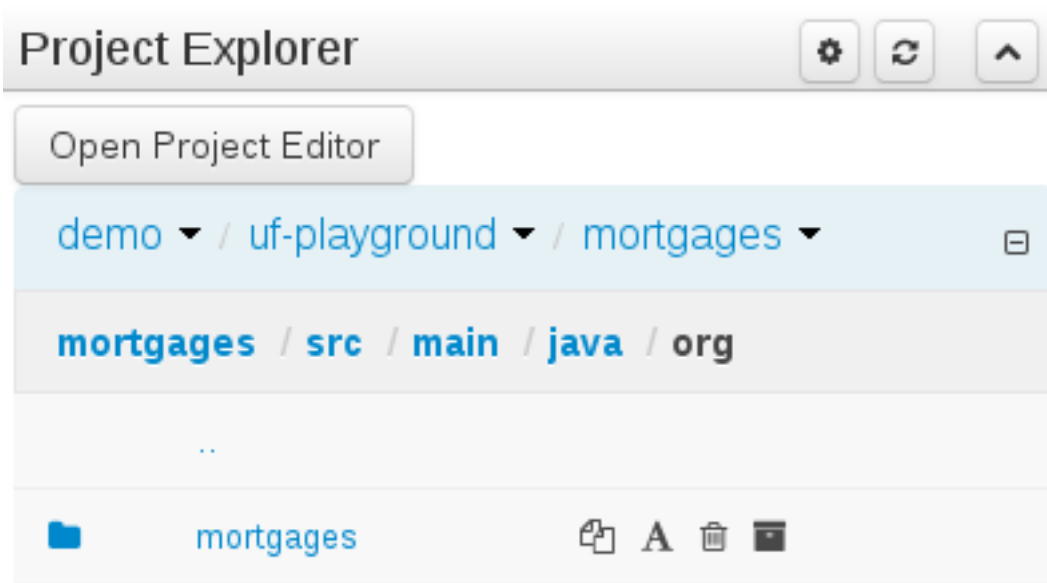 Project Explorer
Open Project Editor
demo / uf-playground / mortgages
mortgages / src / main / java / org
..
mortgages